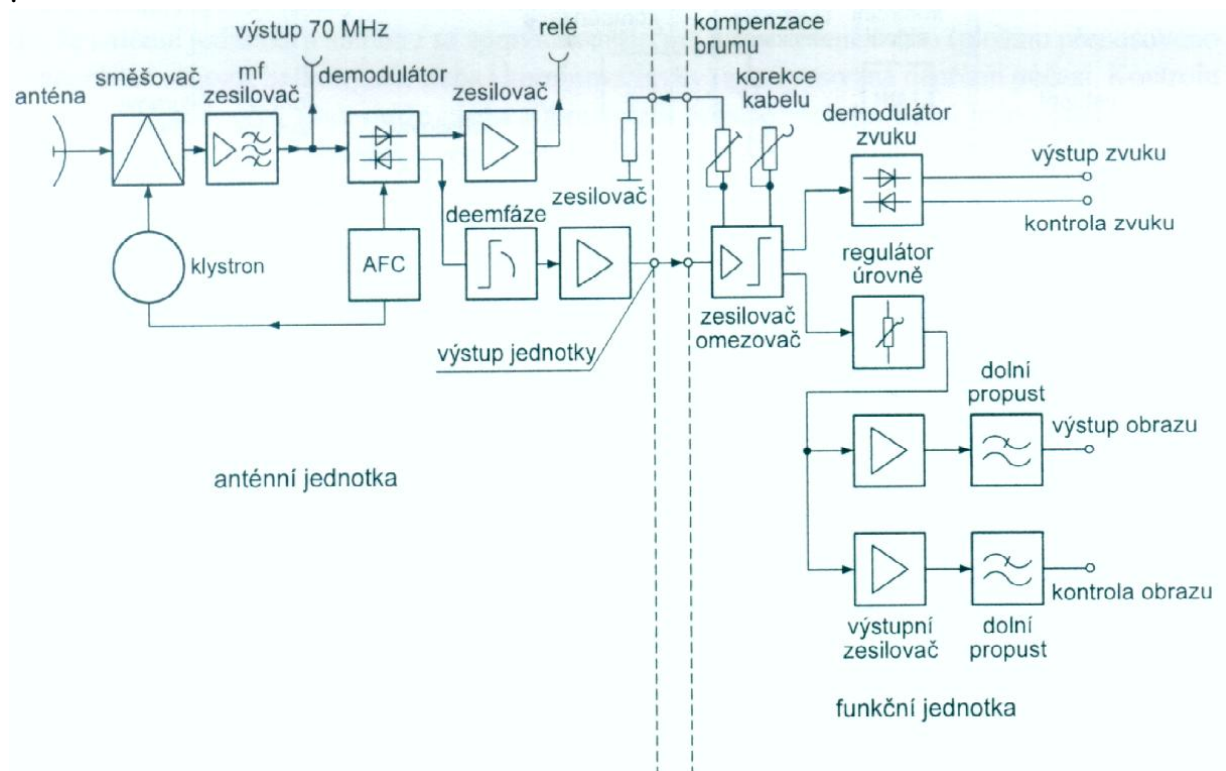 výstup 70 MHz
relé
kompenzace
brumu
anténa
směšovač
mf
zesilovač
demodulátor
zesilovač
korekce
kabelu
demodulátor
zvuku
výstup zvuku
kontrola zvuku
klystron
AFC
deemfáze
zesilovač
regulátor
úrovně
zesilovač
omezovač
výstup jednotky
dolní
propust
výstup obrazu
anténní jednotka
kontrola obrazu
výstupní
zesilovač
dolní
propust
funkční jednotka